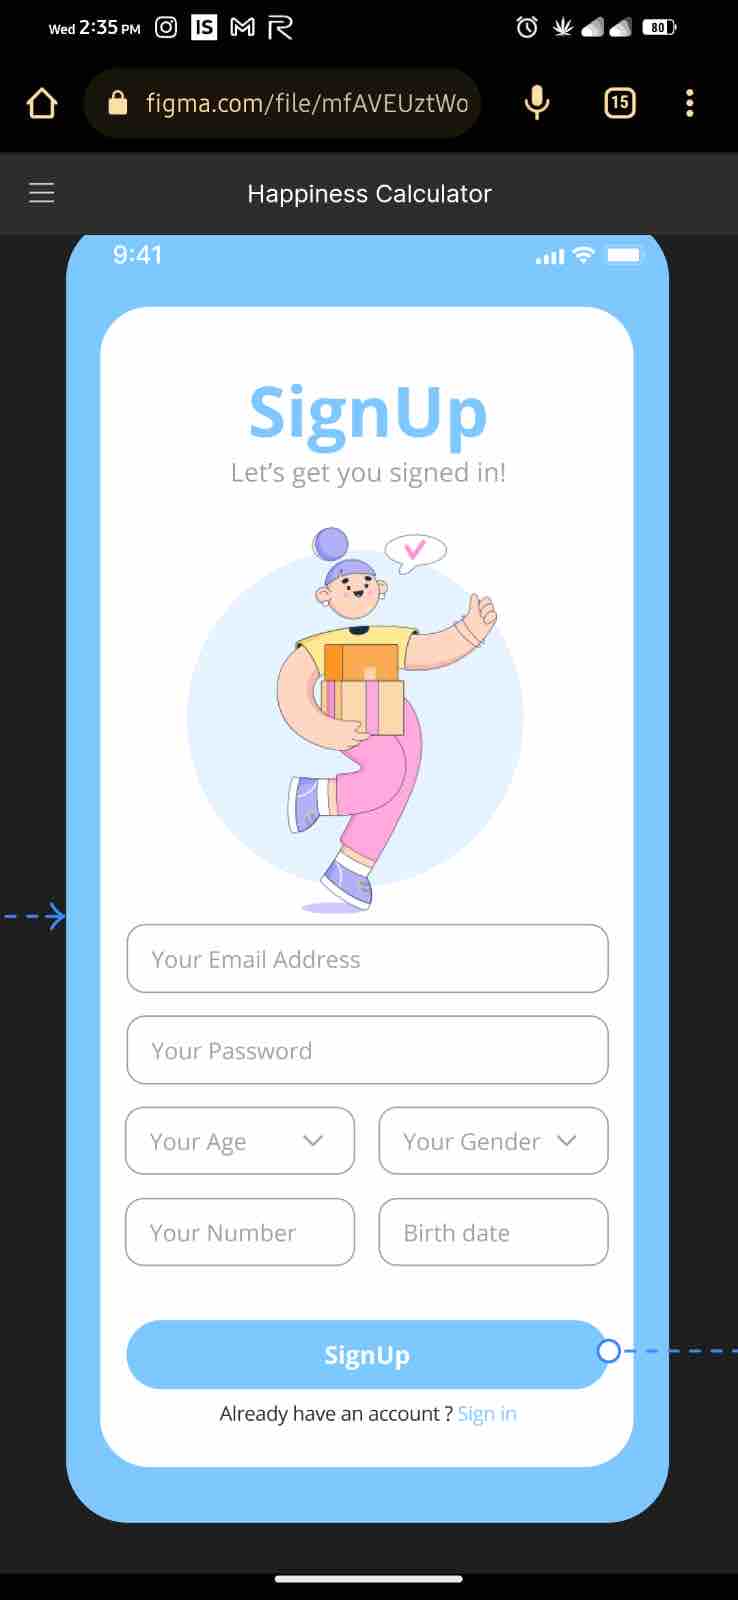 Wed 2:35 PM IS 80
figma.com/file/mfAVEUztWo 15
Happiness Calculator
9:41
SignUp
Let's get you signed in!
Your Email Address
Your Password
Your Age Your Gender
Your Number Birth date
SignUp
Already have an account ? Sign in